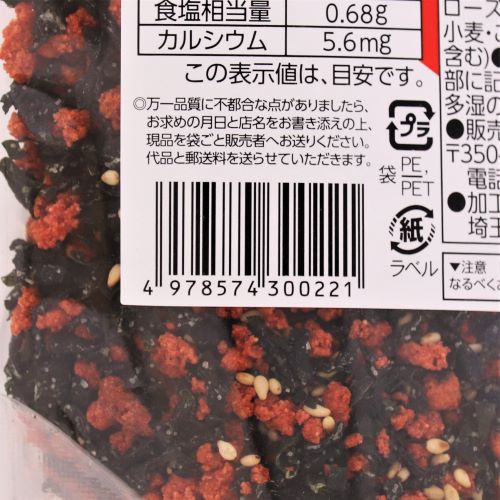 食塩相当量 0.68g
カルシウム 5.6mg
この表示値は、目安です。
◎万一品質に不都合な点がありましたら、
お求めの月日と店名をお書き添えの上、
現品を袋ごと販売者へお送りください。
代品と郵送料を送らせていただきます。
プラ
袋 PE,
PET
紙
ラベル
4 978574 300221
ロース
小麦・ご
含む)●
部に記
多湿の
●販売
〒350-
電話
●加工
埼玉
▼注意
なるべくお